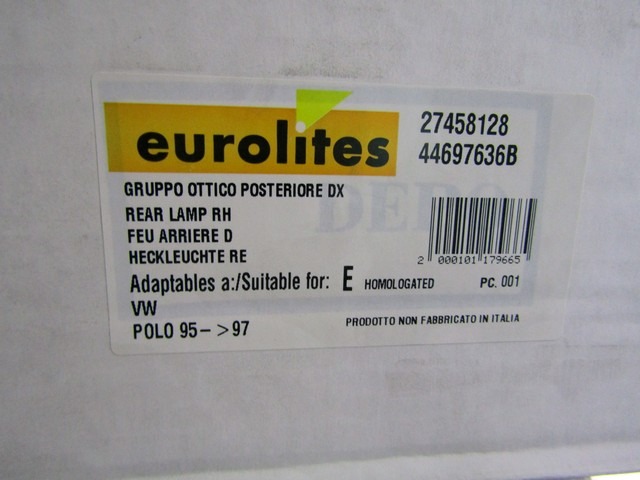 eurolites
27458128
44697636B
GRUPPO OTTICO POSTERIORE DX
REAR LAMP RH
FEU ARRIERE D
HECKLEUCHTE RE
DEPO
2 000101 179665
Adaptables a:/Suitable for: E HOMOLOGATED PC. 001
VW
POLO 95-->97
PRODOTTO NON FABBRICATO IN ITALIA